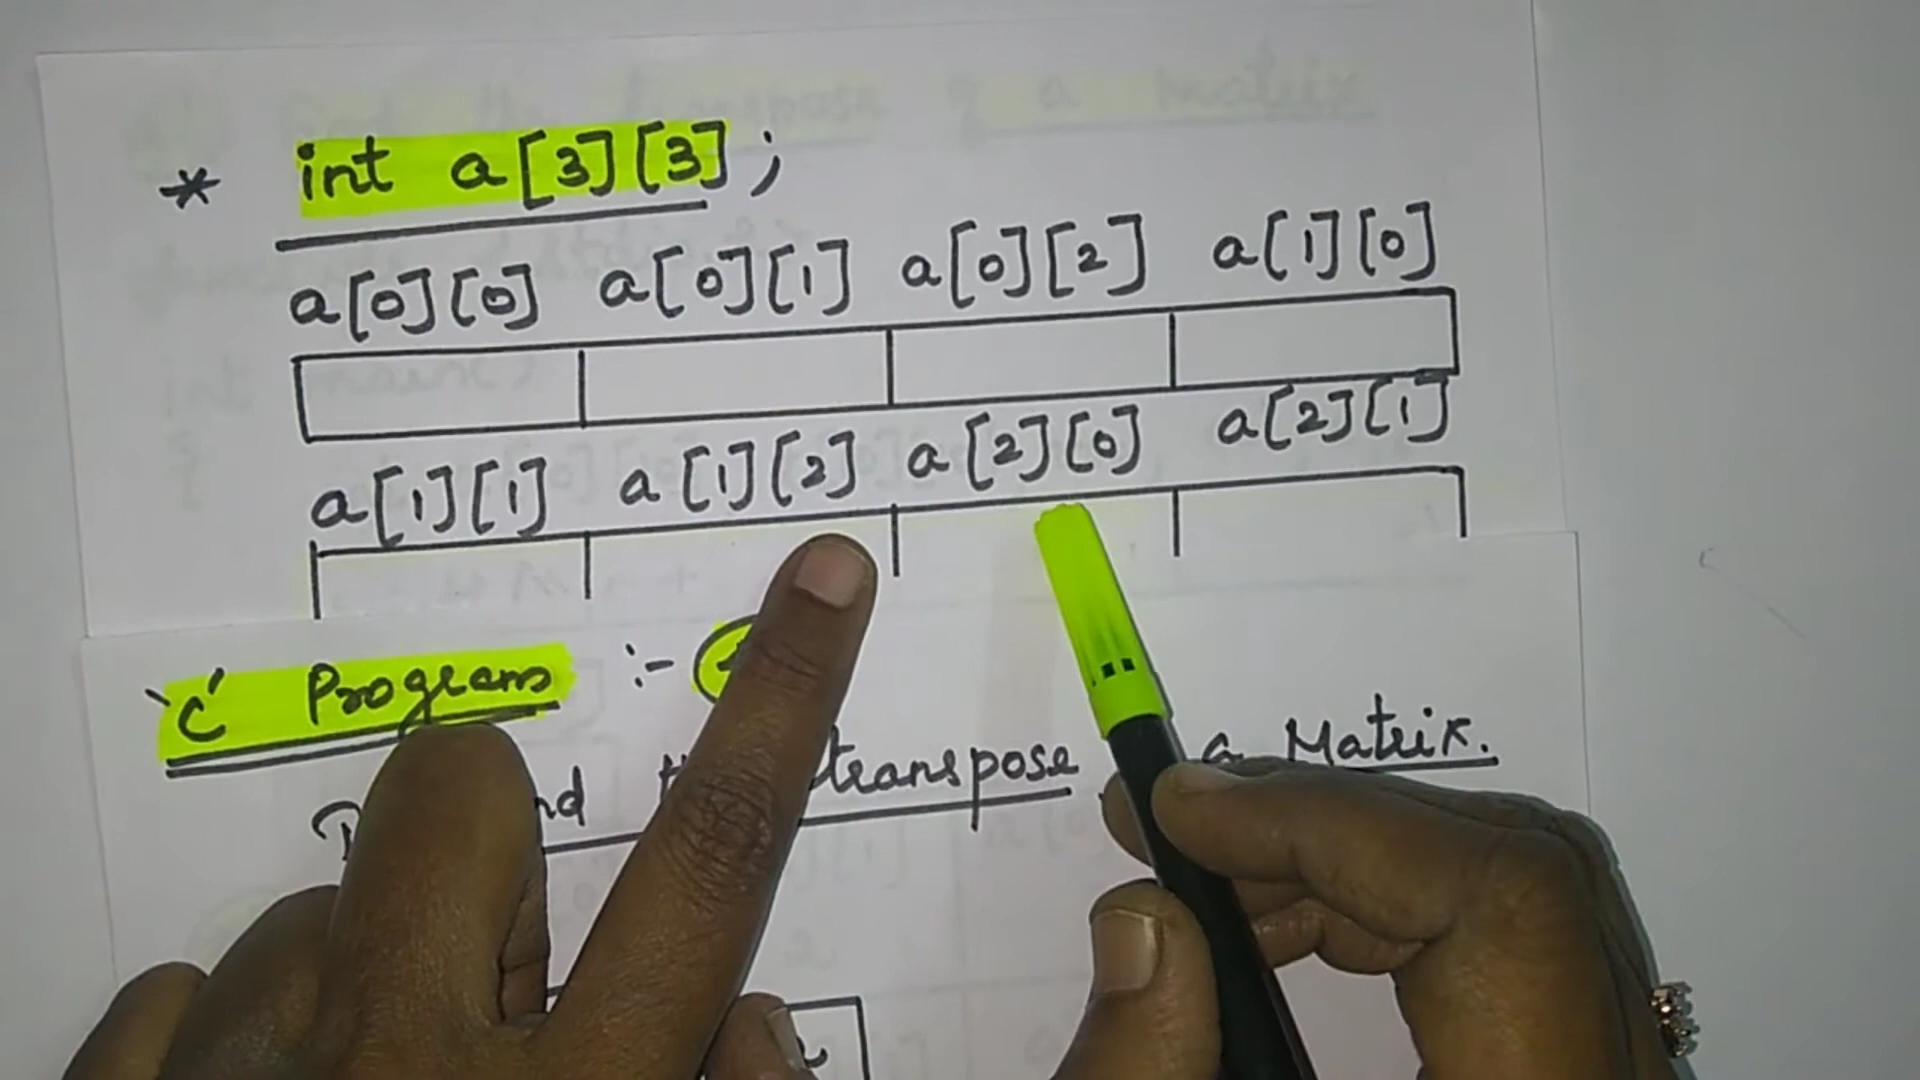 * int a[3][3];
a[0][0] a[0][1] a[0][2] a[1][0]
a[1][1] a[1][2] a[2][0] a[2][1]
'C' Program :-
transpose a Matrix.